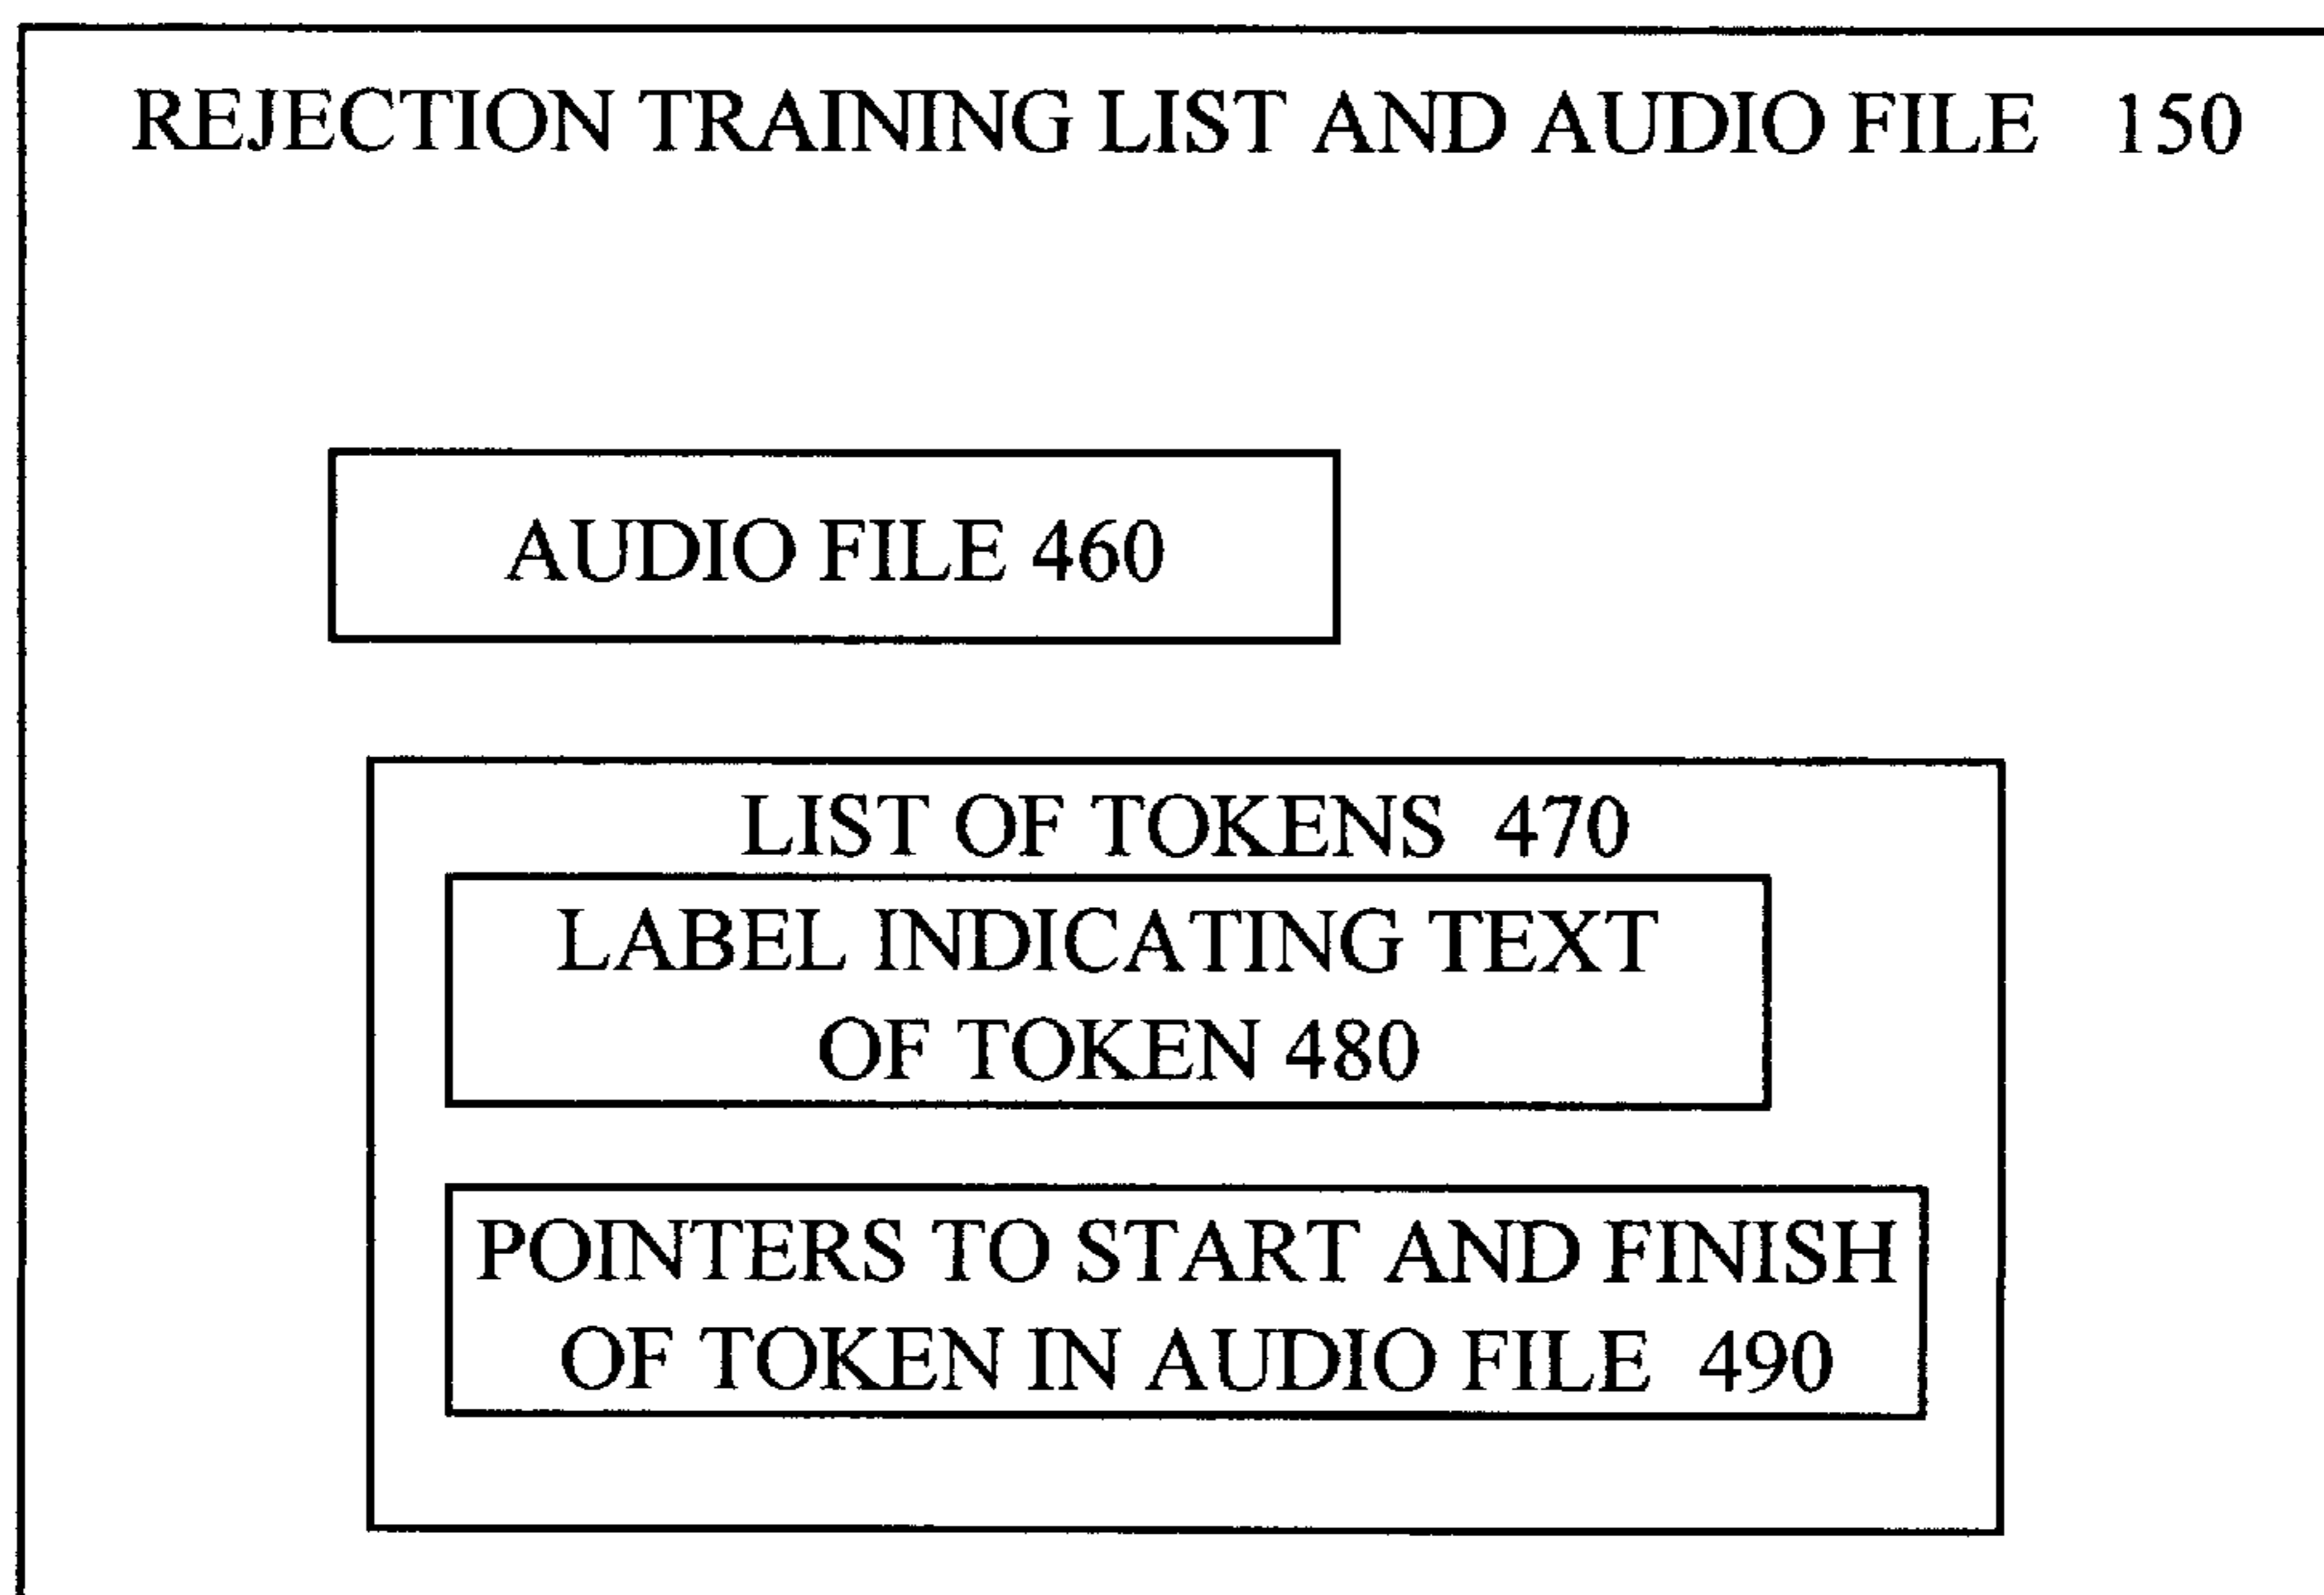 REJECTION TRAINING LIST AND AUDIO FILE 150
AUDIO FILE 460
LIST OF TOKENS 470
LABEL INDICATING TEXT
OF TOKEN 480
POINTERS TO START AND FINISH
OF TOKEN IN AUDIO FILE 490